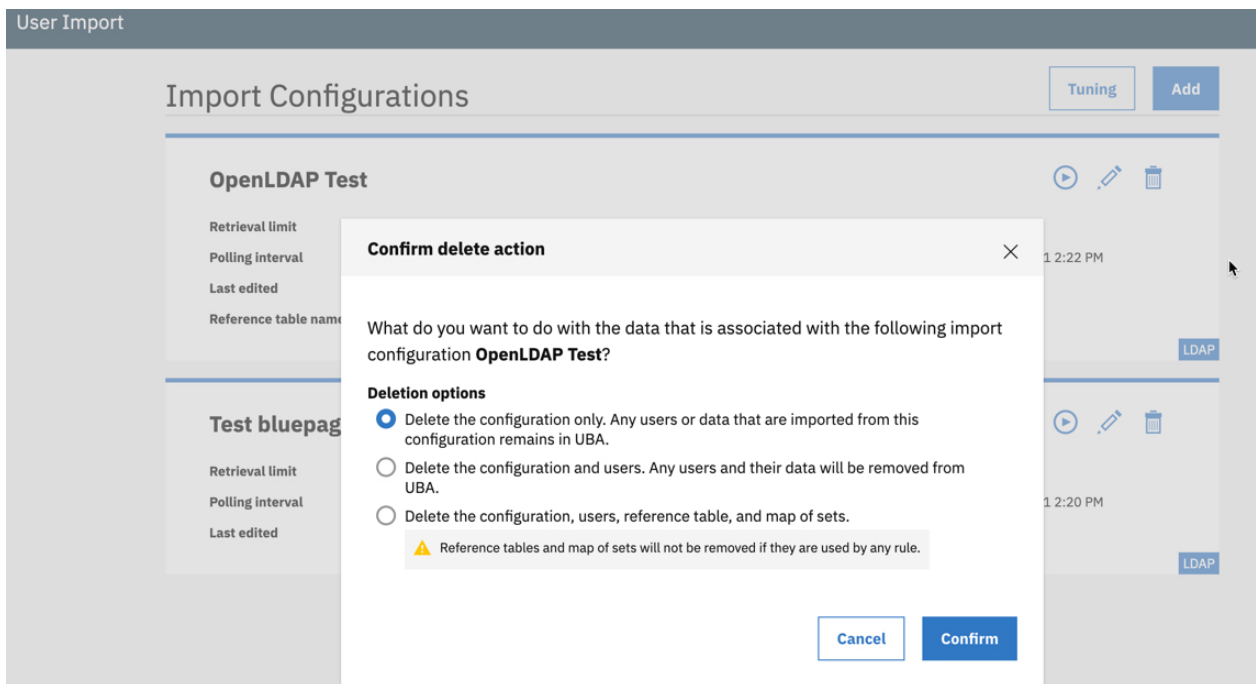 User Import
Import Configurations
Tuning
Add
OpenLDAP Test
Retrieval limit
Polling interval
1 2:22 PM
Last edited
Reference table name
LDAP
Test bluepag
Retrieval limit
Polling interval
1 2:20 PM
Last edited
LDAP
Confirm delete action
What do you want to do with the data that is associated with the following import
configuration OpenLDAP Test?
Deletion options
Delete the configuration only. Any users or data that are imported from this
configuration remains in UBA.
Delete the configuration and users. Any users and their data will be removed from
UBA.
Delete the configuration, users, reference table, and map of sets.
Reference tables and map of sets will not be removed if they are used by any rule.
Cancel
Confirm